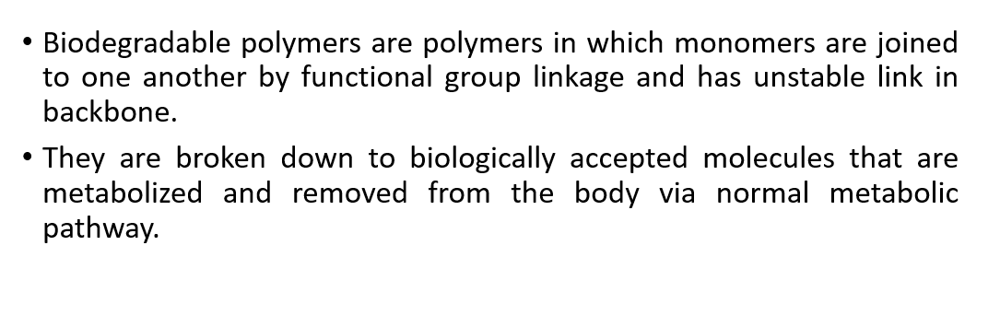 • Biodegradable polymers are polymers in which monomers are joined
to one another by functional group linkage and has unstable link in
backbone.
• They are broken down to biologically accepted molecules that are
metabolized and removed from the body via normal metabolic
pathway.